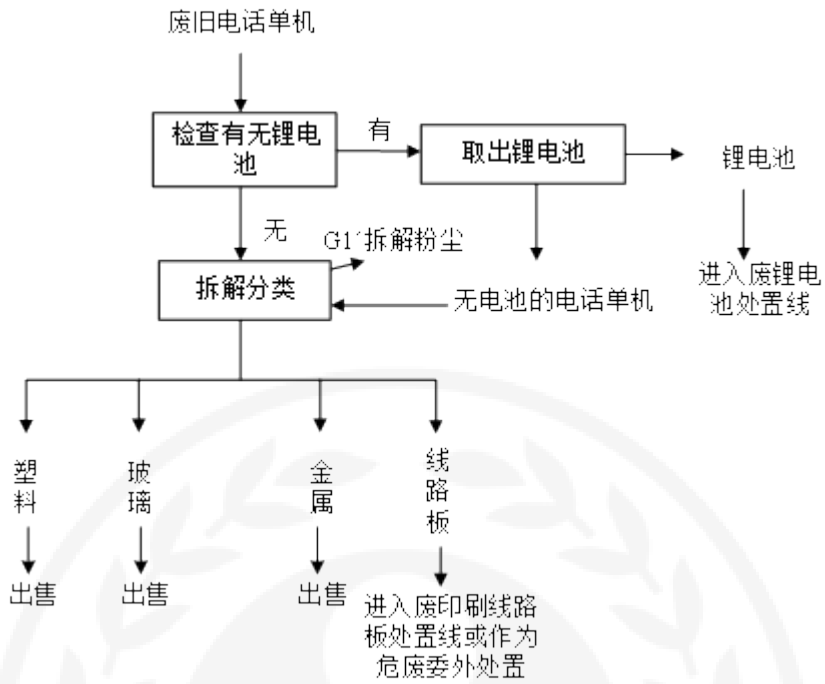 废旧电话单机
检查有无锂电
池
有
取出锂电池
锂电池
无
G11拆解粉尘
进入废锂电
池处置线
拆解分类
无电池的电话单机
塑
料
玻
璃
金
属
线
路
板
出售
出售
出售
进入废印刷线路
板处置线或作为
危废委外处置